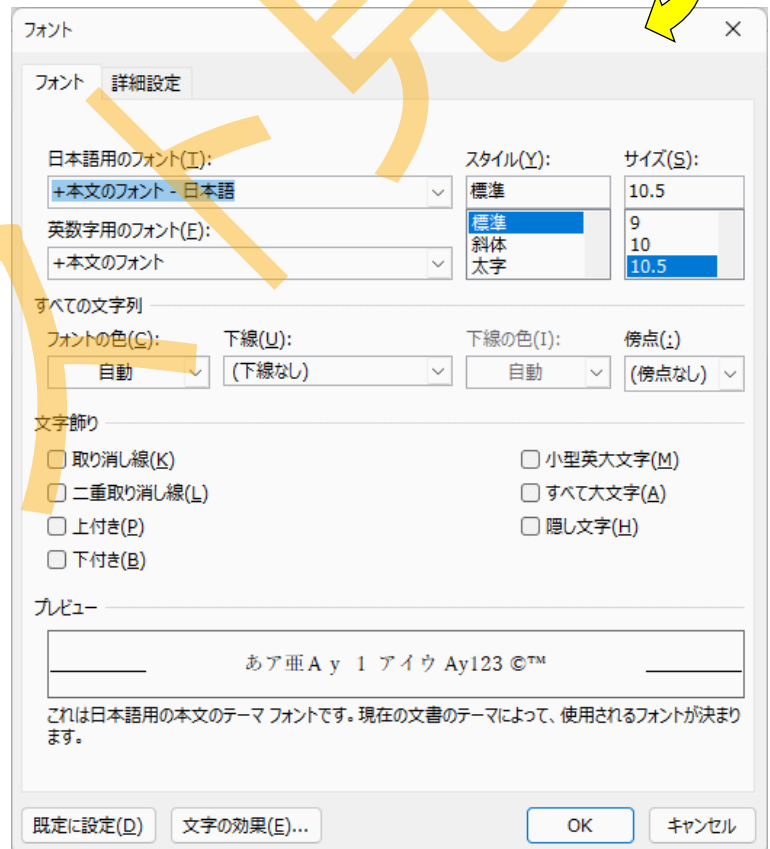 フォント
フォント 詳細設定
日本語用のフォント(T): スタイル(Y): サイズ(S):
+本文のフォント - 日本語 標準 10.5
英数字用のフォント(F): 標準 9
斜体 10
+本文のフォント 太字 10.5
すべての文字列
フォントの色(C): 下線(U): 下線の色(I): 傍点(:)
自動 (下線なし) 自動 (傍点なし)
文字飾り
取り消し線(K) 小型英大文字(M)
二重取り消し線(L) すべて大文字(A)
上付き(P) 隠し文字(H)
下付き(B)
プレビュー
あア亜Ay 1 アイウ Ay123 ©™
これは日本語用の本文のテーマ フォントです。現在の文書のテーマによって、使用されるフォントが決まり
ます。
既定に設定(D) 文字の効果(E)... OK キャンセル